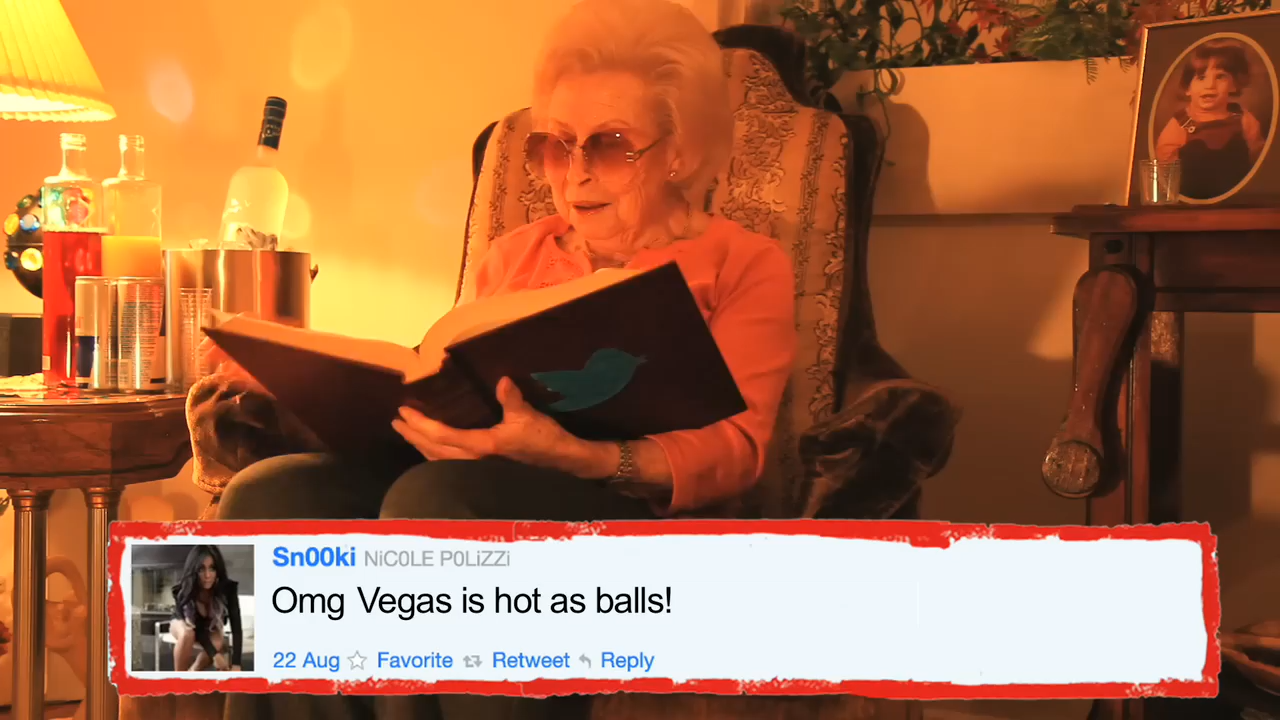 Sn00ki NiC0LE P0LiZZi
Omg Vegas is hot as balls!
22 Aug Favorite Retweet Reply